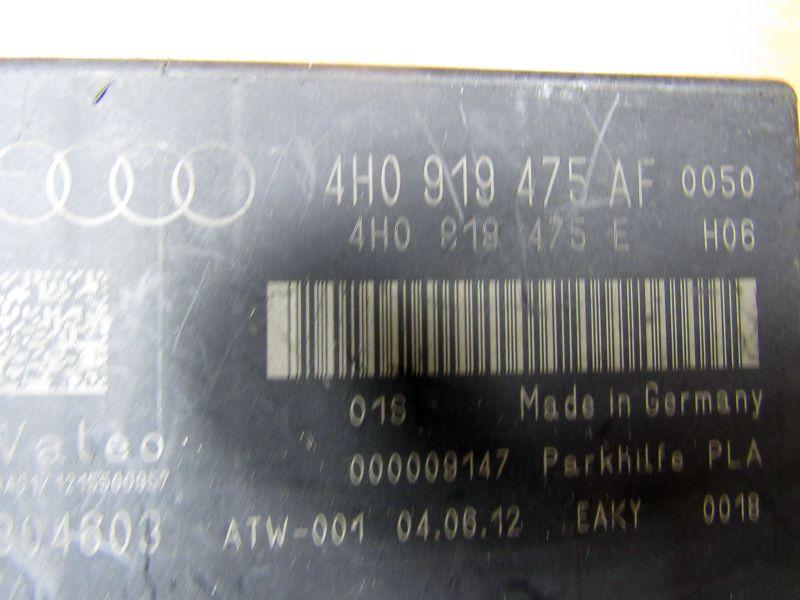 4H0 919 475 AF 0050
4H0 919 475 E H06
018 Made in Germany
Valeo
000009147 Parkhilfe PLA
804603 ATW-001 04.06.12 EAKY 0018